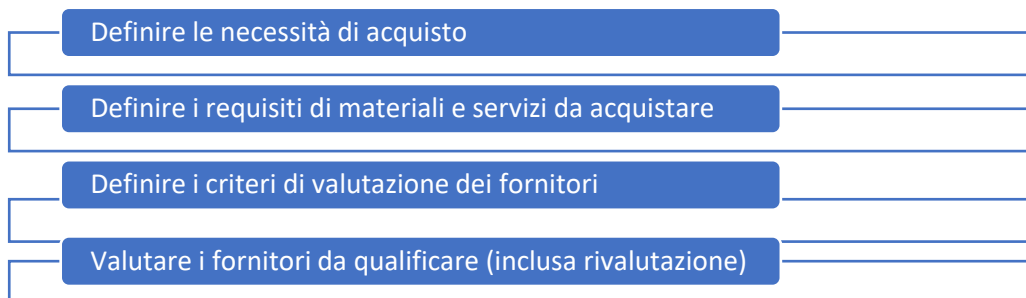 Definire le necessità di acquisto
Definire i requisiti di materiali e servizi da acquistare
Definire i criteri di valutazione dei fornitori
Valutare i fornitori da qualificare (inclusa rivalutazione)